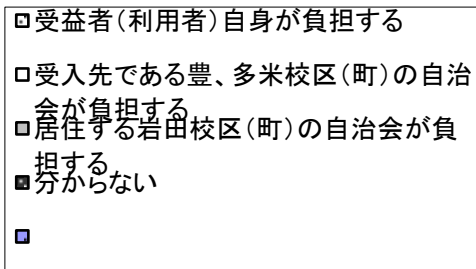 受益者(利用者)自身が負担する
受入先である豊、多米校区(町)の自治
会が負担する
居住する岩田校区(町)の自治会が負
担する
分からない